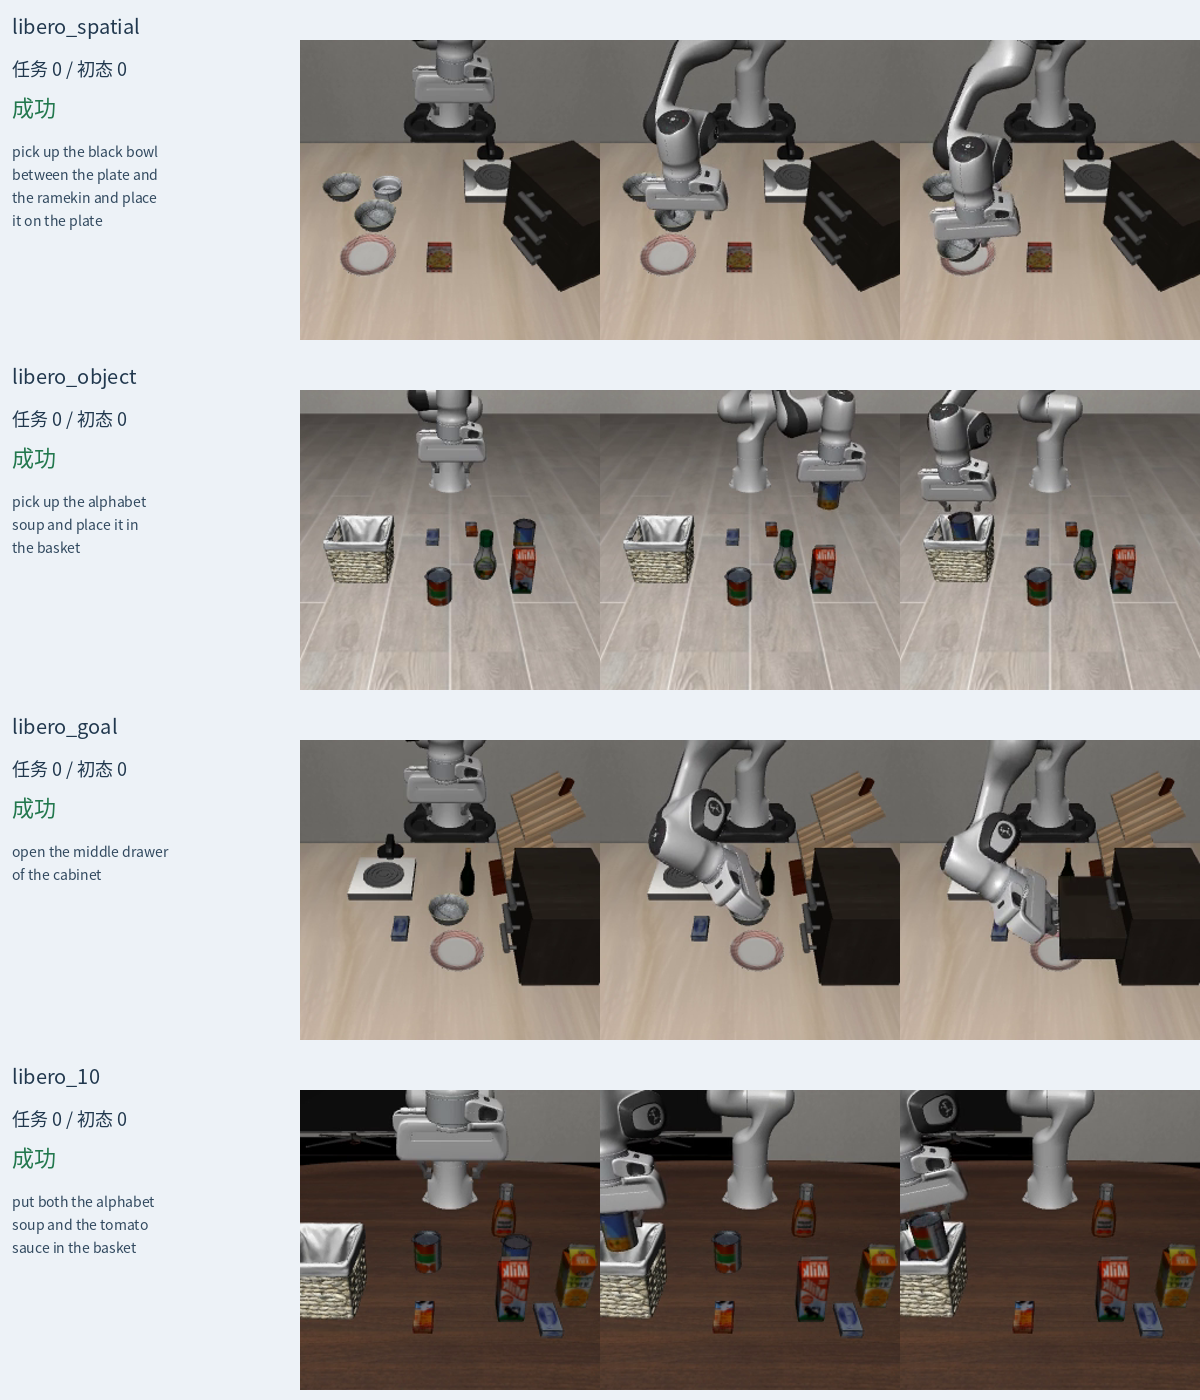 libero_spatial
任务 0 / 初态 0
成功
pick up the black bowl
between the plate and
the ramekin and place
it on the plate
libero_object
任务 0 / 初态 0
成功
pick up the alphabet
soup and place it in
the basket
libero_goal
任务 0 / 初态 0
成功
open the middle drawer
of the cabinet
libero_10
任务 0 / 初态 0
成功
put both the alphabet
soup and the tomato
sauce in the basket